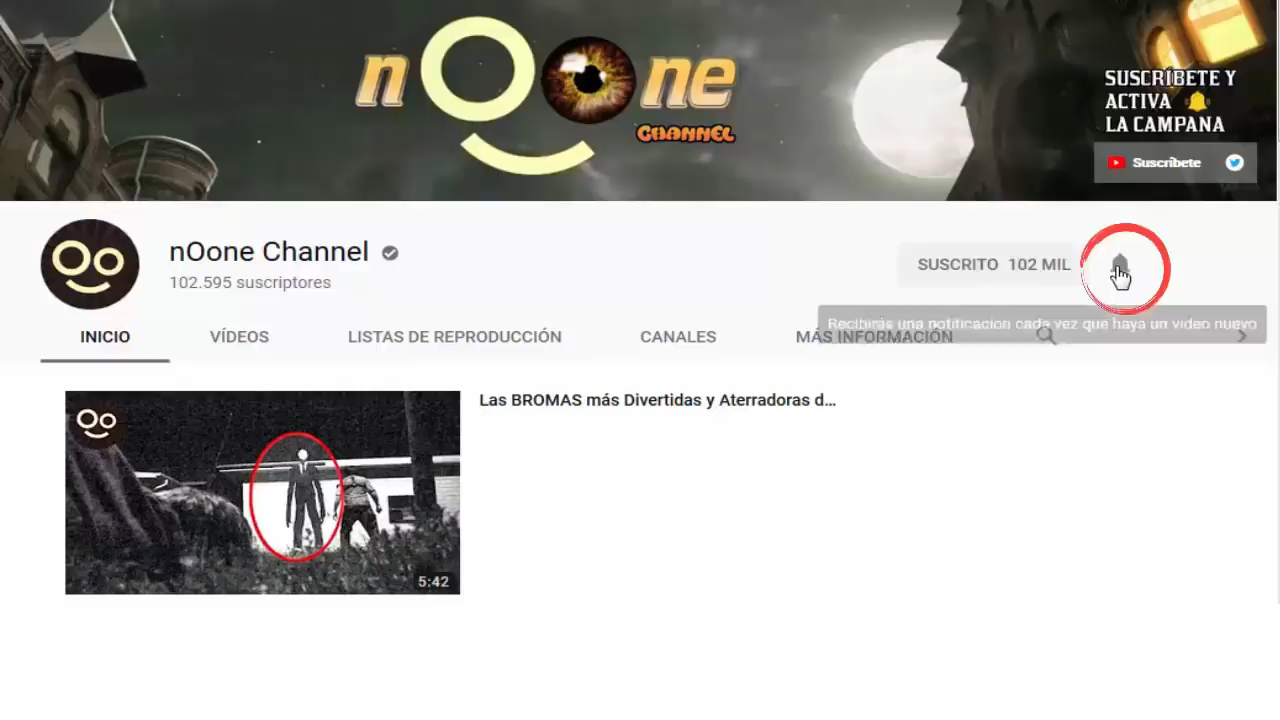 nOone
CHANNEL
SUSCRÍBETE Y
ACTIVA
LA CAMPANA
Suscríbete
nOone Channel
102.595 suscriptores
SUSCRITO 102 MIL
Recibirás una notificación cada vez que haya un vídeo nuevo
INICIO VÍDEOS LISTAS DE REPRODUCCIÓN CANALES MÁS INFORMACIÓN
Las BROMAS más Divertidas y Aterradoras d...
5:42